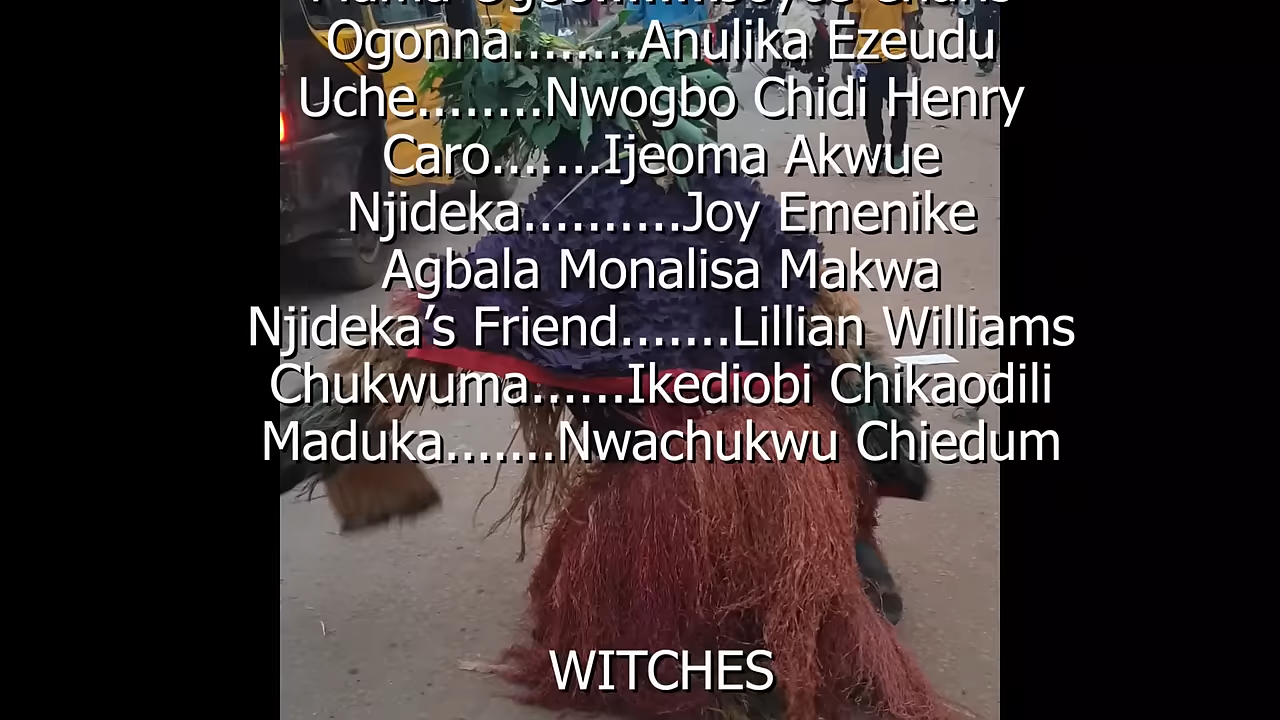 Ogonna........Anulika Ezeudu
Uche........Nwogbo Chidi Henry
Caro.......Ijeoma Akwue
Njideka..........Joy Emenike
Agbala Monalisa Makwa
Njideka’s Friend.......Lillian Williams
Chukwuma......Ikediobi Chikaodili
Maduka.......Nwachukwu Chiedum
WITCHES